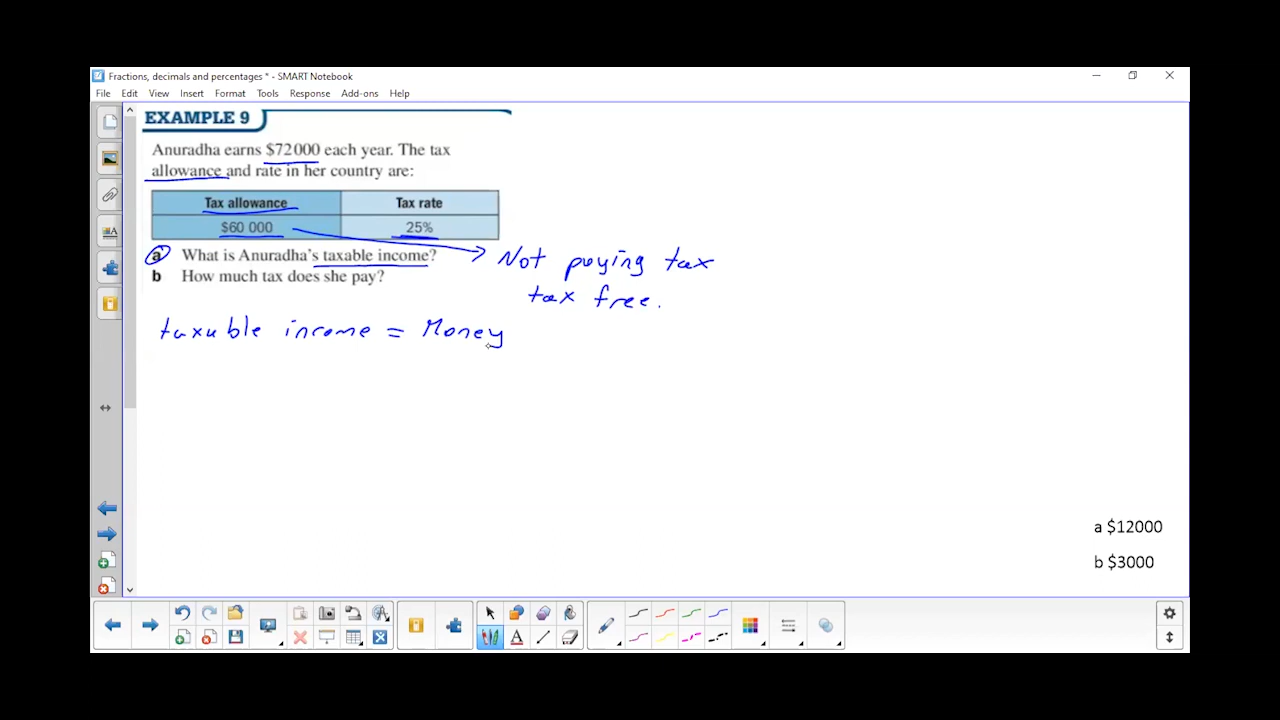 Fractions, decimals and percentages * - SMART Notebook
File Edit View Insert Format Tools Response Add-ons Help
EXAMPLE 9
Anuradha earns $72 000 each year. The tax
allowance and rate in her country are:
Tax allowance Tax rate
$60 000 25%
a What is Anuradha's taxable income?
Not paying tax
b How much tax does she pay?
tax free.
taxable income = Money
a $12000
b $3000